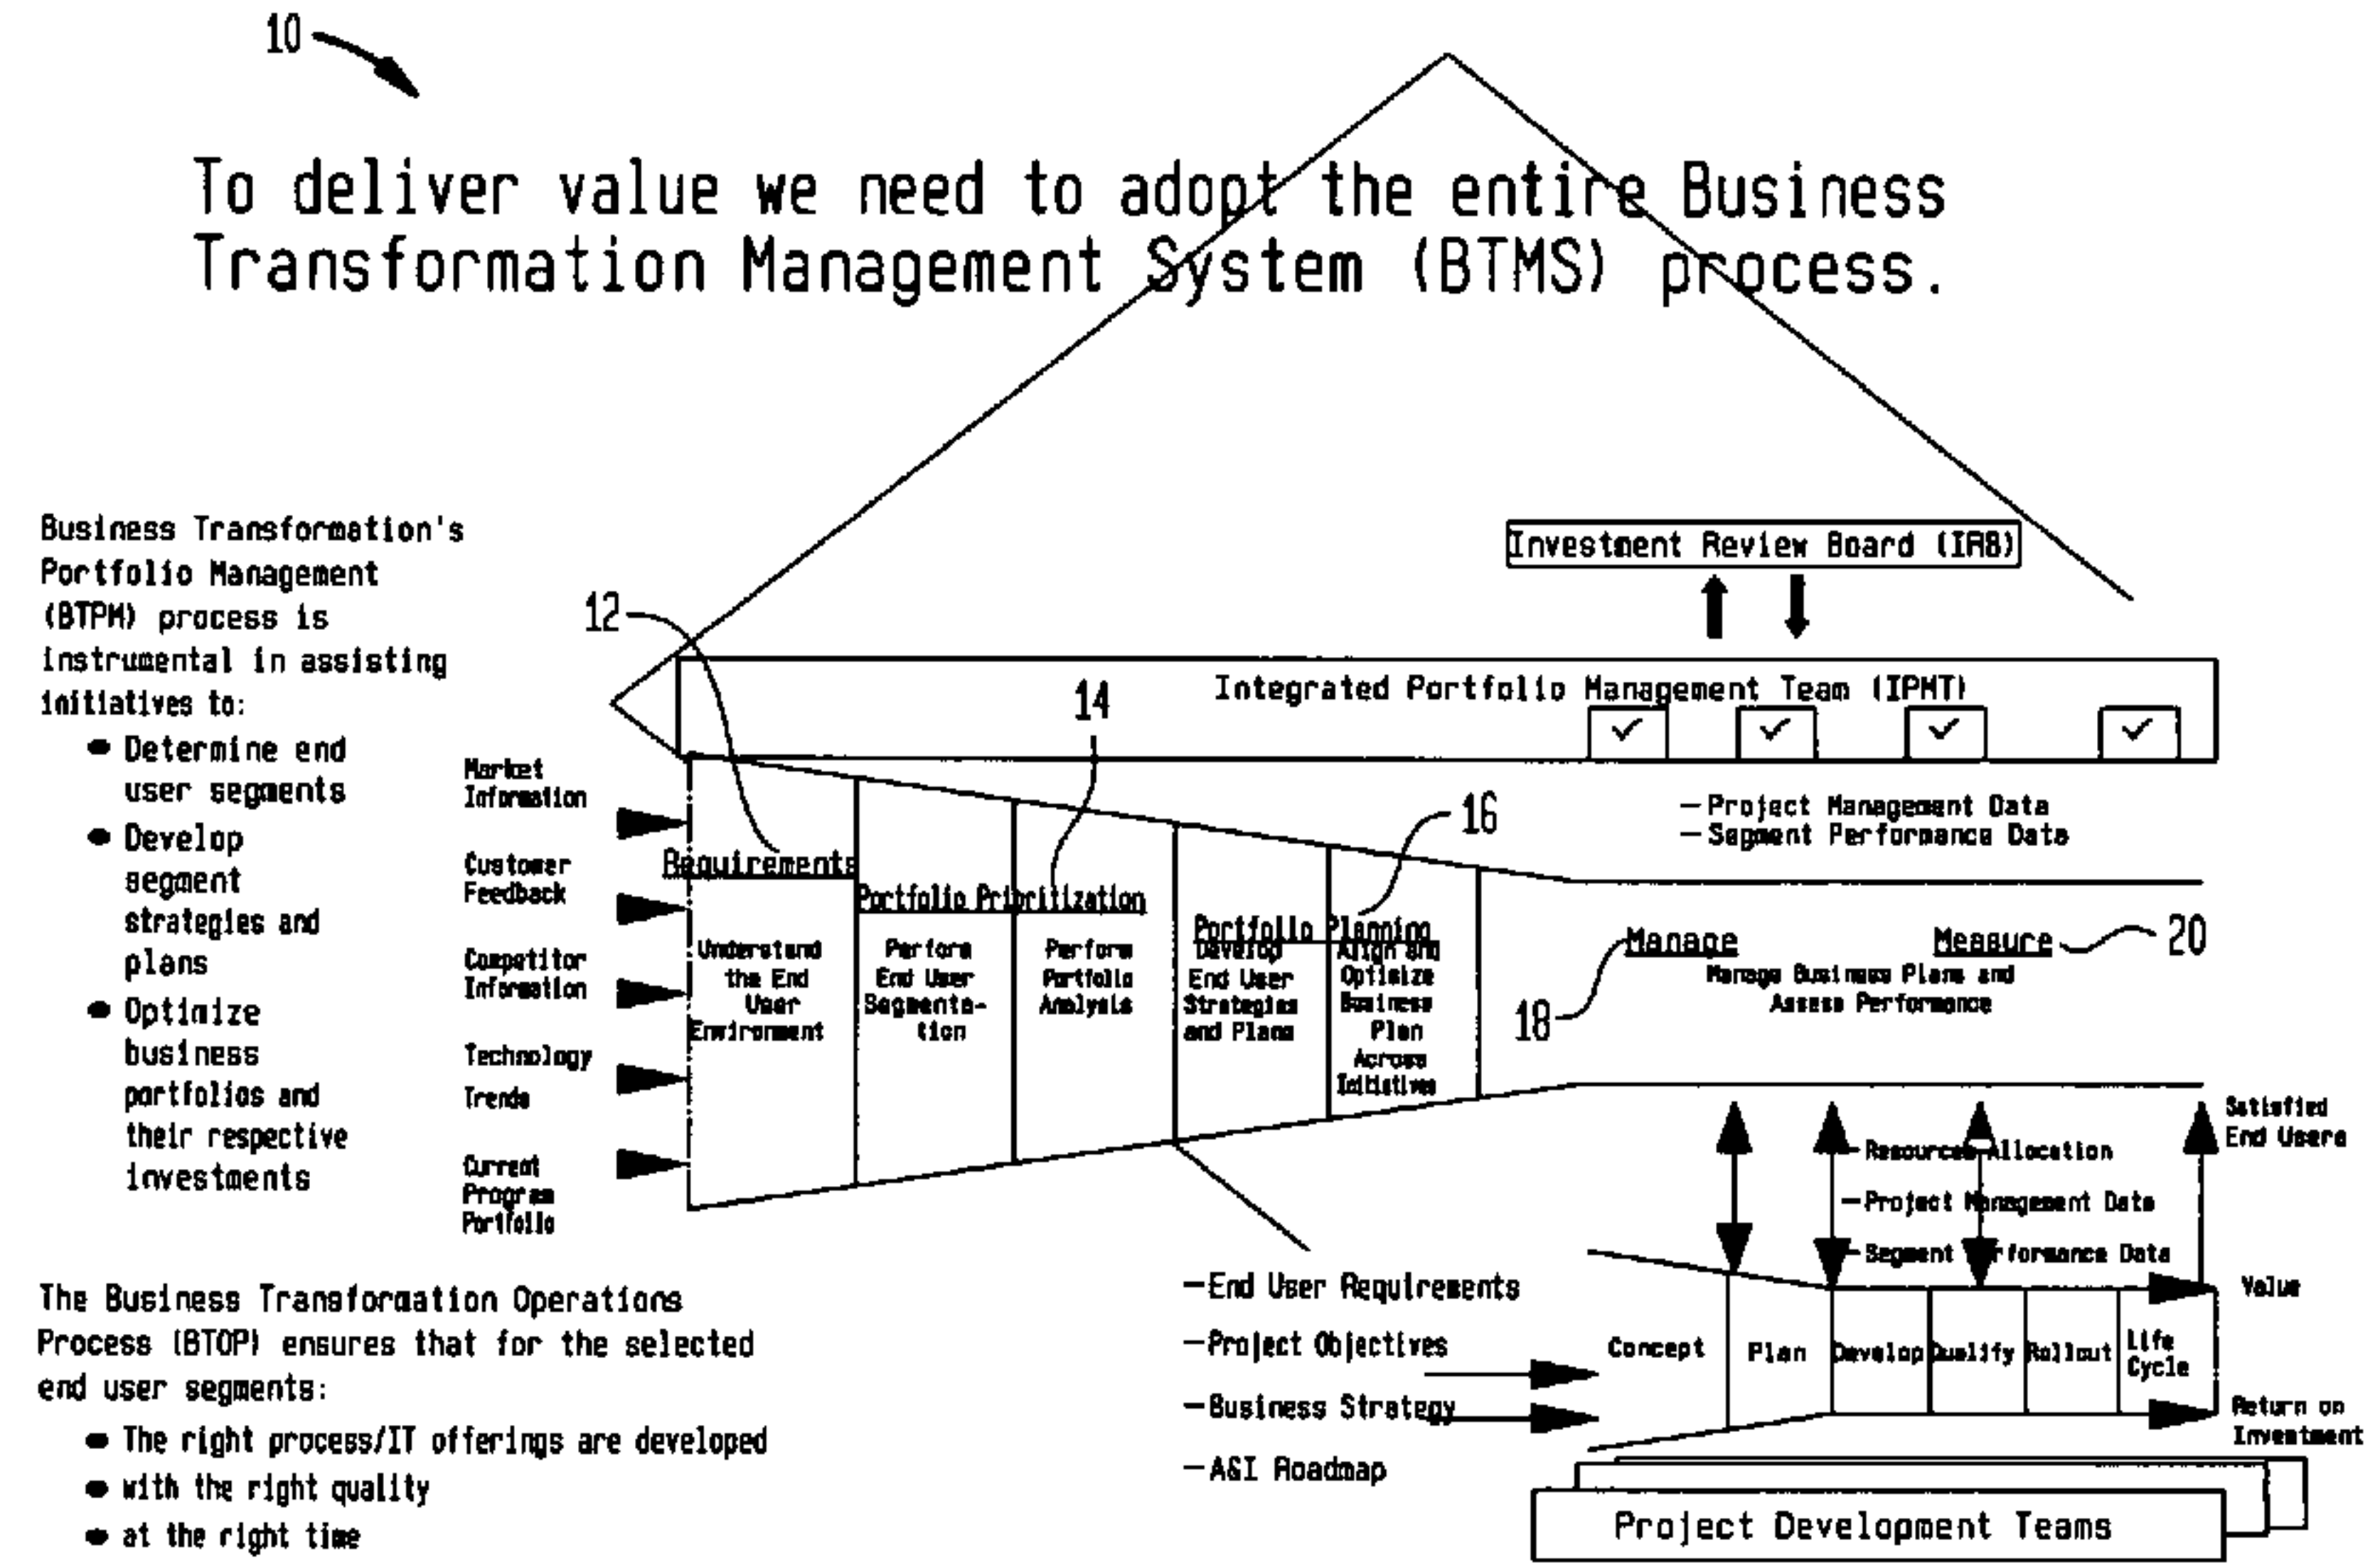 10
To deliver value we need to adopt the entire Business
Transformation Management System (BTMS) process.
Business Transformation's
Portfolio Management
(BTPM) process is
instrumental in assisting
initiatives to:
● Determine end
user segments
● Develop
segment
strategies and
plans
● Optimize
business
portfolios and
their respective
investments
The Business Transformation Operations
Process (BTOP) ensures that for the selected
end user segments:
● The right process/IT offerings are developed
● with the right quality
● at the right time
Investment Review Board (IRB)
Integrated Portfolio Management Team (IPMT)
✓ ✓ ✓ ✓
12
14
16
Market
Information
Customer
Feedback
Competitor
Information
Technology
Trends
Current
Program
Portfolio
Requirements
Understand
the End
User
Environment
Portfolio Prioritization
Perform
End User
Segmenta-
tion
Perform
Portfolio
Analysis
Portfolio Planning
Develop
End User
Strategies
and Plans
Align and
Optimize
Business
Plan
Across
Initiatives
— Project Management Data
— Segment Performance Data
18
Manage
Measure
20
Manage Business Plans and
Assess Performance
— Resources Allocation
— Project Management Data
— Segment Performance Data
Satisfied
End Users
Value
Return on
Investment
— End User Requirements
— Project Objectives
— Business Strategy
— A&I Roadmap
Concept
Plan
Develop
Qualify
Rollout
Life
Cycle
Project Development Teams